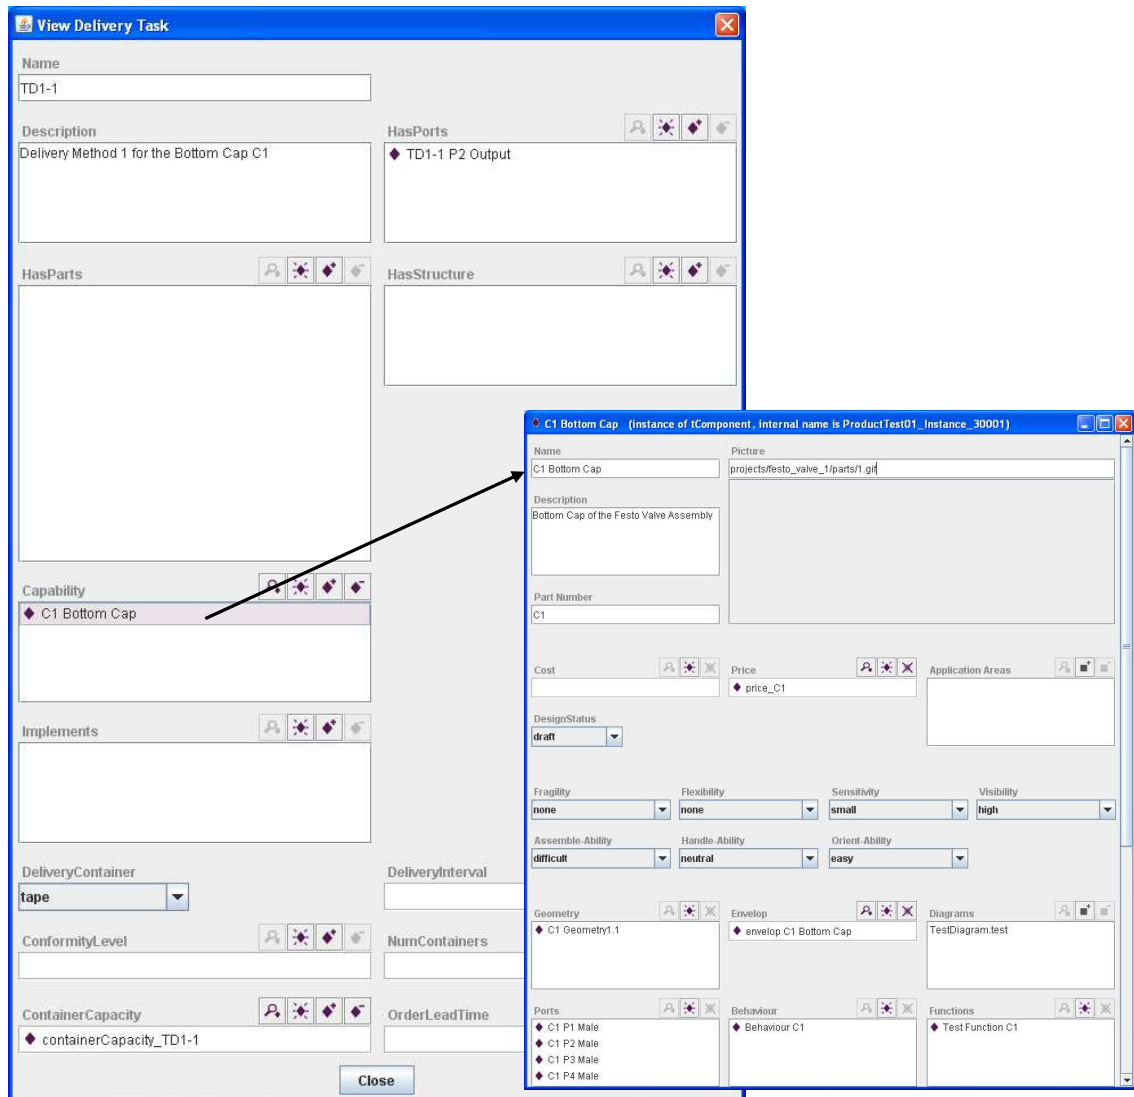 View Delivery Task
Name
TD1-1
Description
HasPorts
Delivery Method 1 for the Bottom Cap C1
TD1-1 P2 Output
HasParts
HasStructure
Capability
C1 Bottom Cap
Implements
DeliveryContainer
DeliveryInterval
tape
ConformityLevel
NumContainers
ContainerCapacity
OrderLeadTime
containerCapacity_TD1-1
Close
C1 Bottom Cap (instance of tComponent, internal name is ProductTest01_Instance_30001)
Name
Picture
C1 Bottom Cap
projects/festo_valve_1/parts/1.gif
Description
Bottom Cap of the Festo Valve Assembly
Part Number
C1
Cost
Price
Application Areas
price_C1
DesignStatus
draft
Fragility
Flexibility
Sensitivity
Visibility
none
none
small
high
Assemble-Ability
Handle-Ability
Orient-Ability
difficult
neutral
easy
Geometry
Envelop
Diagrams
C1 Geometry1.1
envelop C1 Bottom Cap
TestDiagram.test
Ports
Behaviour
Functions
C1 P1 Male
Behaviour C1
Test Function C1
C1 P2 Male
C1 P3 Male
C1 P4 Male